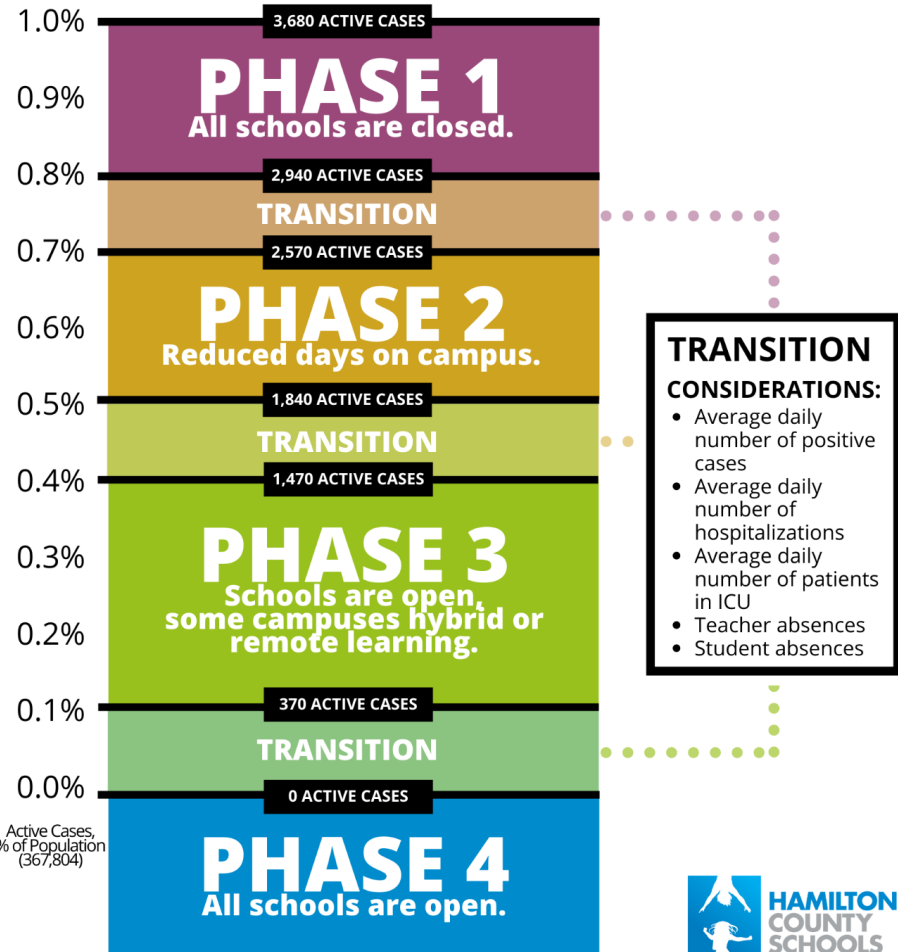 1.0%
3,680 ACTIVE CASES
PHASE 1
All schools are closed.
0.9%
0.8%
2,940 ACTIVE CASES
TRANSITION
0.7%
2,570 ACTIVE CASES
PHASE 2
Reduced days on campus.
0.6%
0.5%
1,840 ACTIVE CASES
TRANSITION
0.4%
1,470 ACTIVE CASES
PHASE 3
Schools are open,
some campuses hybrid or
remote learning.
0.3%
0.2%
0.1%
370 ACTIVE CASES
TRANSITION
0.0%
0 ACTIVE CASES
Active Cases,
% of Population
(367,804)
PHASE 4
All schools are open.
TRANSITION
CONSIDERATIONS:
• Average daily
number of positive
cases
• Average daily
number of
hospitalizations
• Average daily
number of patients
in ICU
• Teacher absences
• Student absences
HAMILTON
COUNTY
SCHOOLS